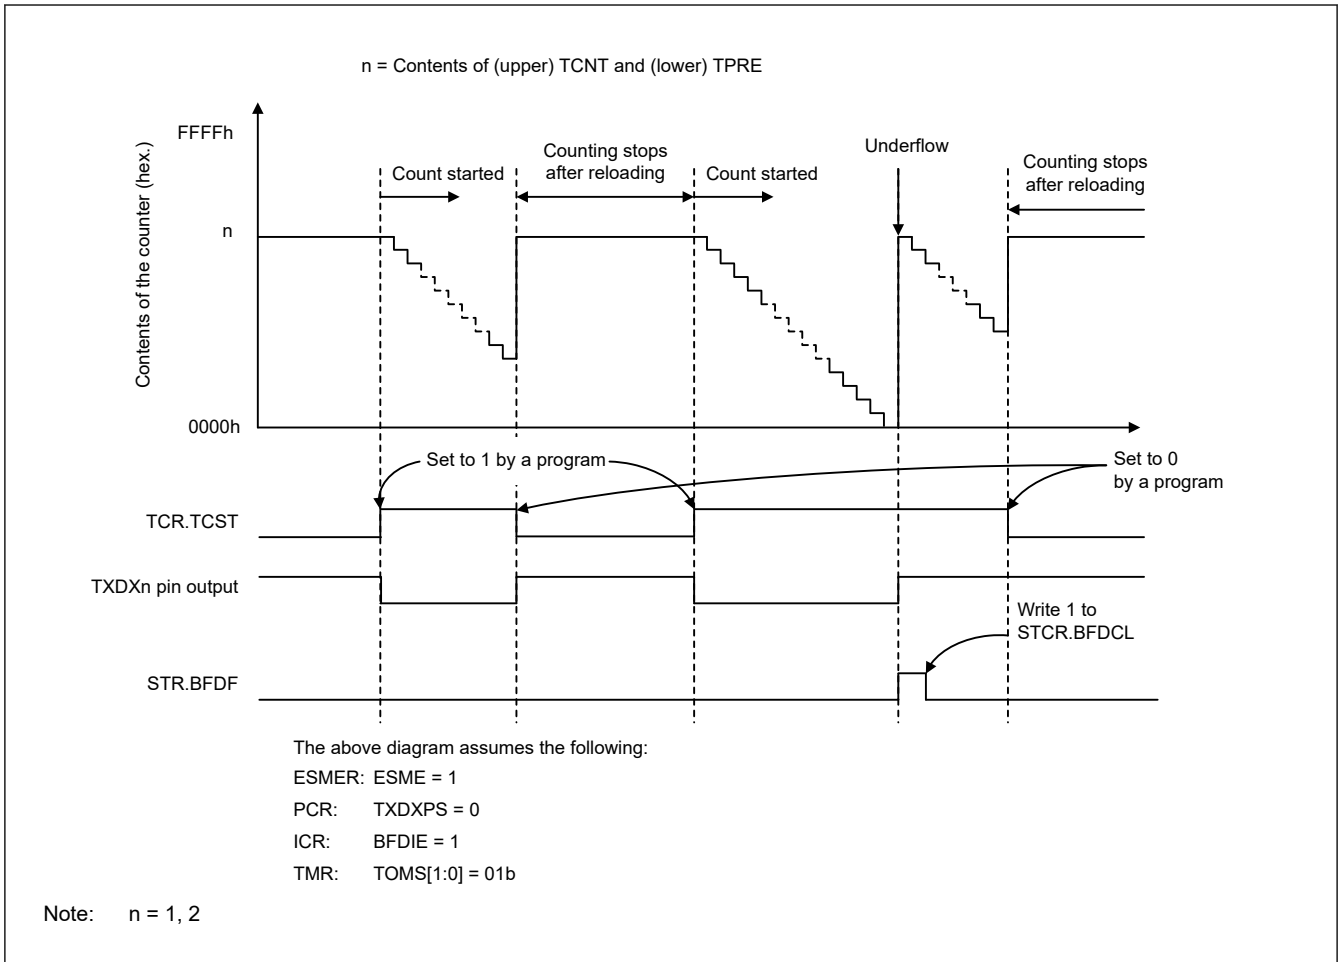 n = Contents of (upper) TCNT and (lower) TPRE
Contents of the counter (hex.)
FFFFh
n
0000h
Count started
Counting stops
after reloading
Count started
Underflow
Counting stops
after reloading
Set to 1 by a program
Set to 0
by a program
TCR.TCST
TXDXn pin output
Write 1 to
STCR.BFDCL
STR.BFDF
The above diagram assumes the following:
ESMER: ESME = 1
PCR: TXDXPS = 0
ICR: BFDIE = 1
TMR: TOMS[1:0] = 01b
Note: n = 1, 2